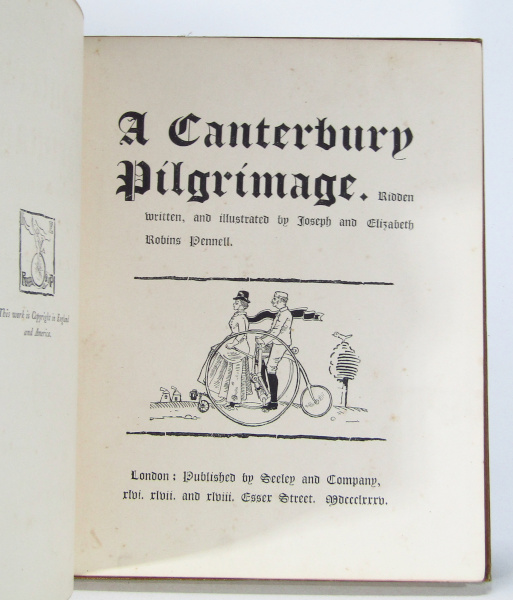 This work is Copyright in England
and America.
A Canterbury
Pilgrimage. Ridden
written, and illustrated by Joseph and Elizabeth
Robins Pennell.
London: Published by Seeley and Company,
xlvi. xlvii. and xlviii. Essex Street. Mdccclxxxv.